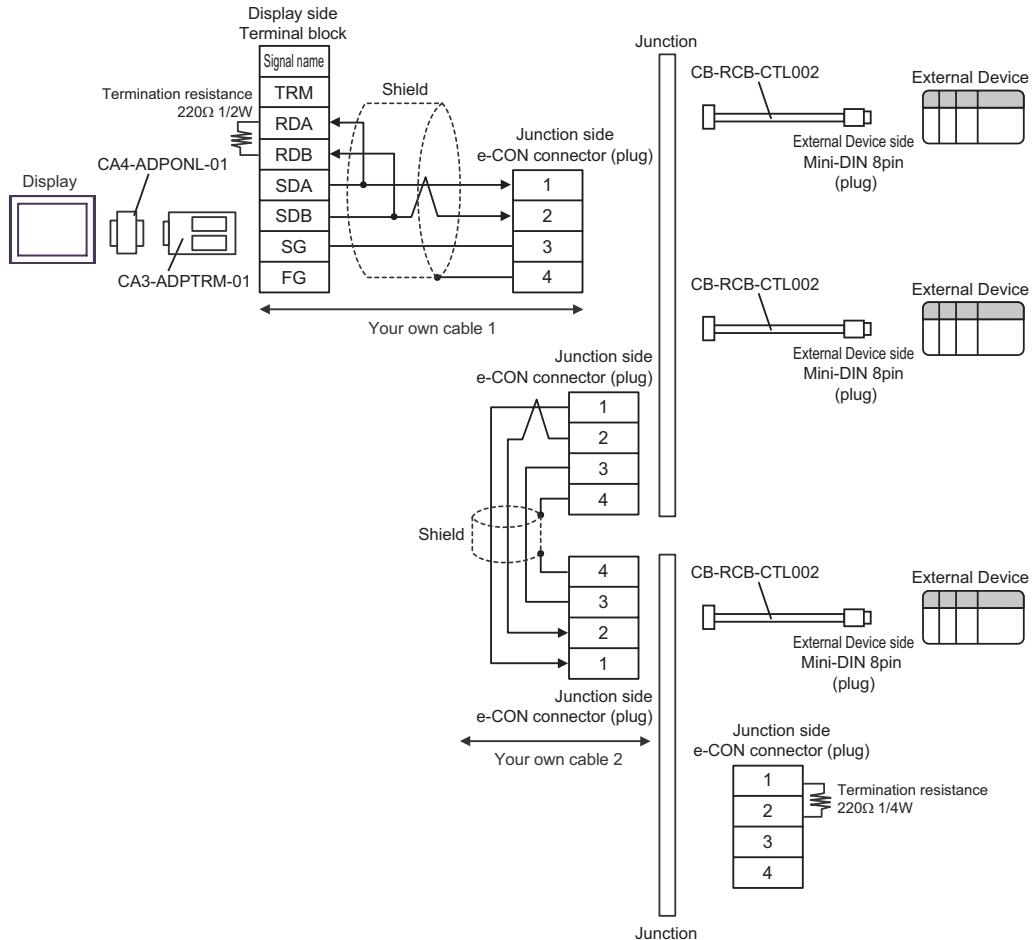 Display side
Terminal block
Signal name
TRM
RDA
RDB
SDA
SDB
SG
FG
Termination resistance
220Ω 1/2W
Shield
Display
CA4-ADPONL-01
CA3-ADPTRM-01
Junction side
e-CON connector (plug)
1
2
3
4
Your own cable 1
Junction
CB-RCB-CTL002
External Device
External Device side
Mini-DIN 8pin
(plug)
CB-RCB-CTL002
External Device
External Device side
Mini-DIN 8pin
(plug)
Junction side
e-CON connector (plug)
1
2
3
4
Shield
4
3
2
1
Junction side
e-CON connector (plug)
Your own cable 2
CB-RCB-CTL002
External Device
External Device side
Mini-DIN 8pin
(plug)
Junction side
e-CON connector (plug)
1
2
3
4
Termination resistance
220Ω 1/4W
Junction